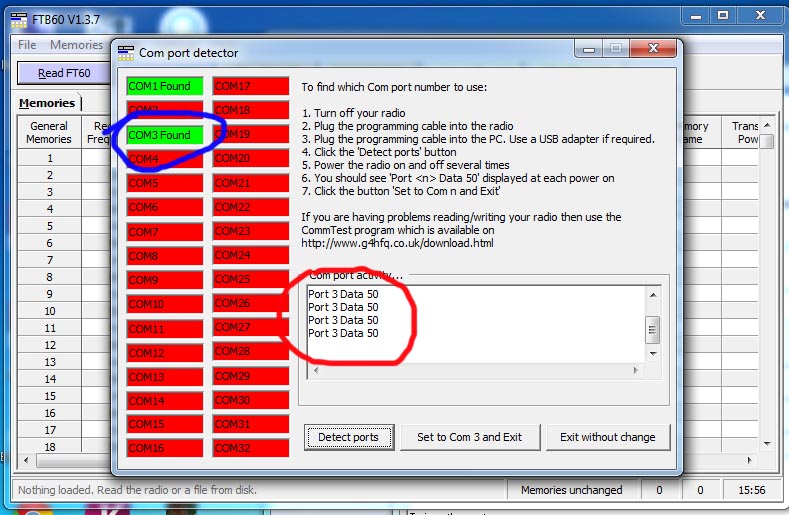 FTB60 V1.3.7
File Memories
Com port detector
Read FT60
Memories
General
Memories
1
2
3
4
5
6
7
8
9
10
11
12
13
14
15
16
17
18
COM1 Found
COM3 Found
COM4
COM5
COM6
COM7
COM8
COM9
COM10
COM11
COM12
COM13
COM14
COM15
COM16
COM17
COM18
COM19
COM20
COM21
COM22
COM23
COM24
COM25
COM26
COM27
COM28
COM29
COM30
COM31
COM32
To find which Com port number to use:
1. Turn off your radio
2. Plug the programming cable into the radio
3. Plug the programming cable into the PC. Use a USB adapter if required.
4. Click the 'Detect ports' button
5. Power the radio on and off several times
6. You should see 'Port <n> Data 50' displayed at each power on
7. Click the button 'Set to Com n and Exit'
If you are having problems reading/writing your radio then use the
CommTest program which is available on
http://www.g4hfq.co.uk/download.html
Com port activity...
Port 3 Data 50
Port 3 Data 50
Port 3 Data 50
Port 3 Data 50
Detect ports
Set to Com 3 and Exit
Exit without change
Nothing loaded. Read the radio or a file from disk.
Memories unchanged
0
0
15:56